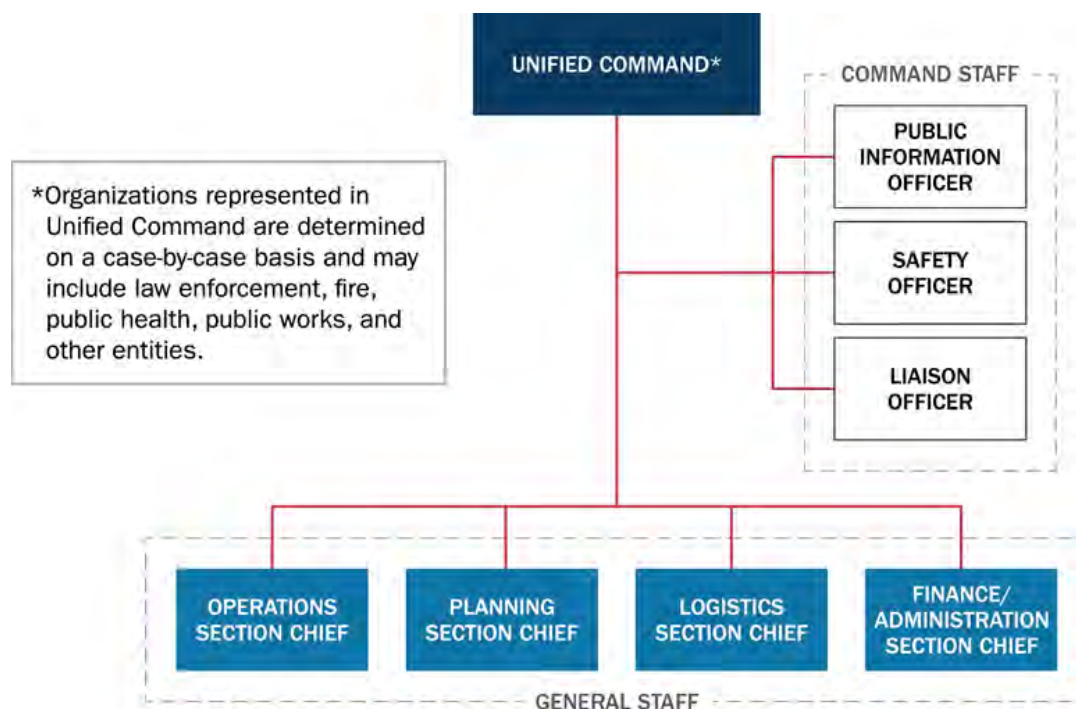 UNIFIED COMMAND*
COMMAND STAFF
PUBLIC
INFORMATION
OFFICER
SAFETY
OFFICER
LIAISON
OFFICER
*Organizations represented in
Unified Command are determined
on a case-by-case basis and may
include law enforcement, fire,
public health, public works, and
other entities.
OPERATIONS
SECTION CHIEF
PLANNING
SECTION CHIEF
LOGISTICS
SECTION CHIEF
FINANCE/
ADMINISTRATION
SECTION CHIEF
GENERAL STAFF